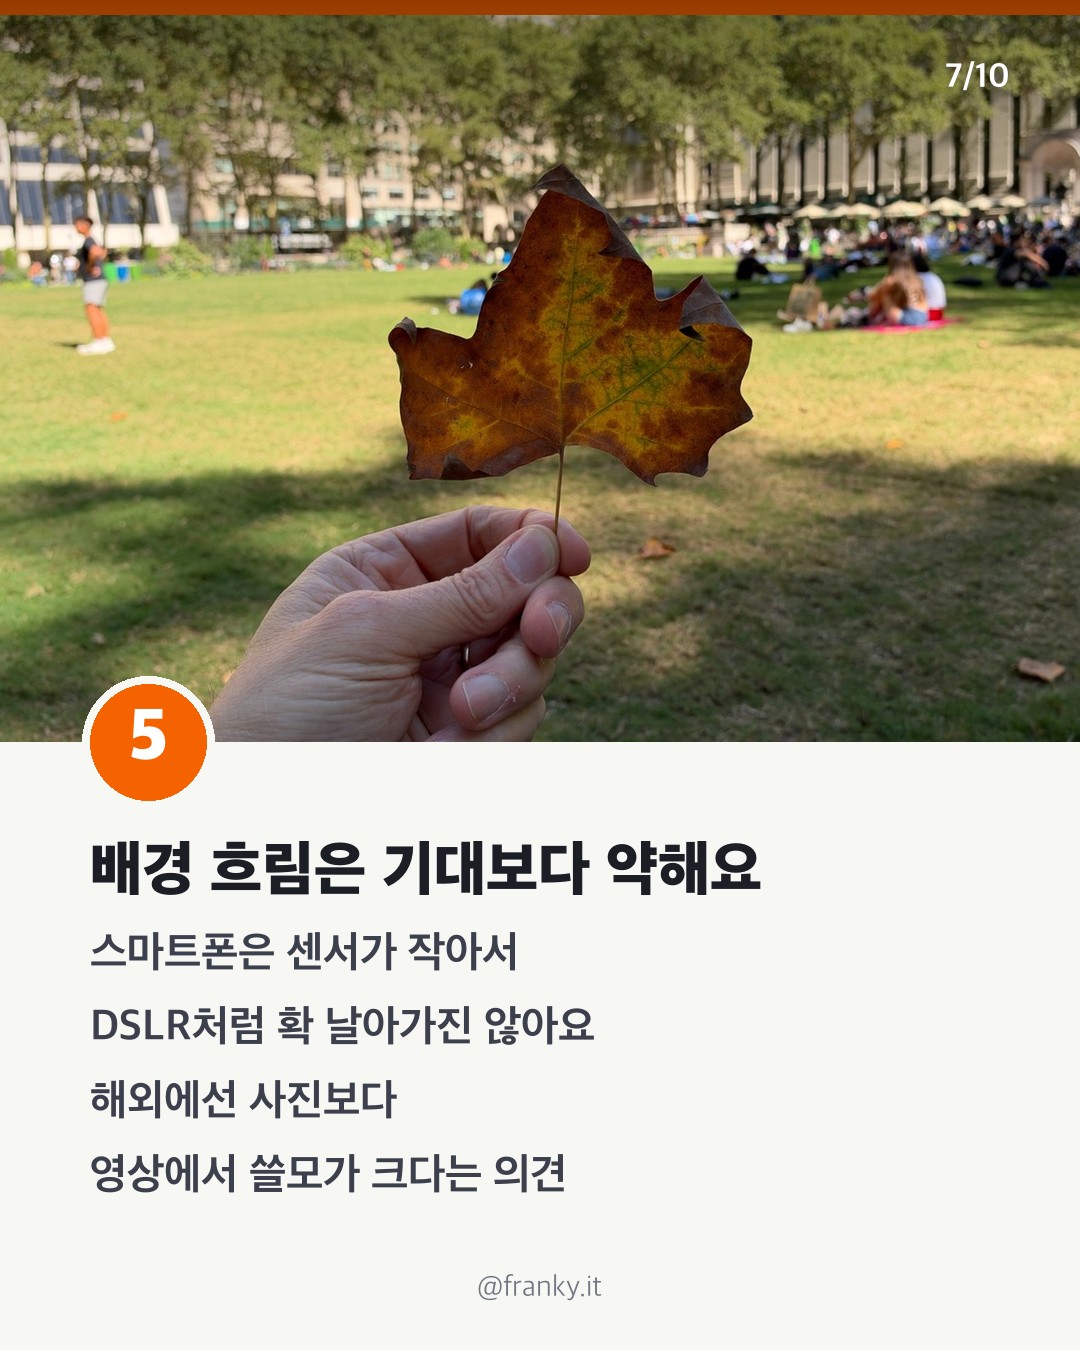 7/10
5
배경 흐림은 기대보다 약해요
스마트폰은 센서가 작아서
DSLR처럼 확 날아가진 않아요
해외에선 사진보다
영상에서 쓸모가 크다는 의견
@franky.it